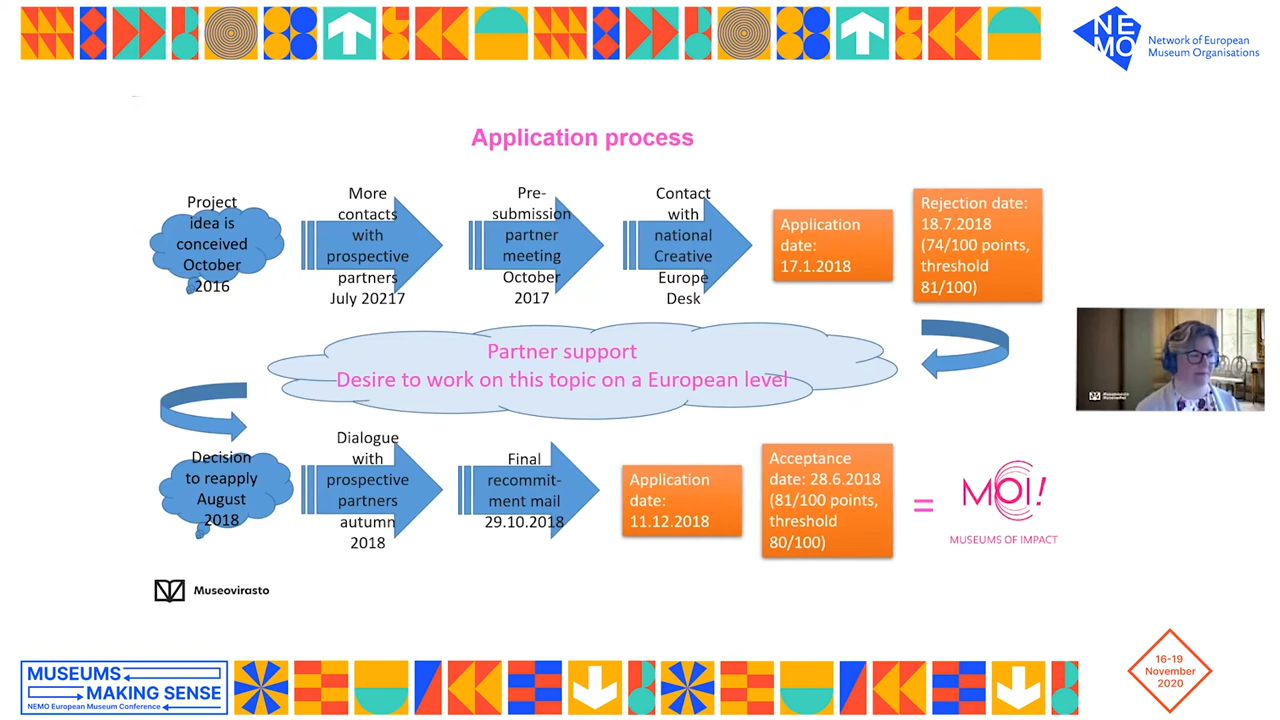 NE
MO
Network of European
Museum Organisations
Application process
Project
idea is
conceived
October
2016
More
contacts
with
prospective
partners
July 20217
Pre-
submission
partner
meeting
October
2017
Contact
with
national
Creative
Europe
Desk
Application
date:
17.1.2018
Rejection date:
18.7.2018
(74/100 points,
threshold
81/100)
Partner support
Desire to work on this topic on a European level
Decision
to reapply
August
2018
Dialogue
with
prospective
partners
autumn
2018
Final
recommit-
ment mail
29.10.2018
Application
date:
11.12.2018
Acceptance
date: 28.6.2018
(81/100 points,
threshold
80/100)
=
MOI!
MUSEUMS OF IMPACT
Museovirasto
MUSEUMS
MAKING SENSE
NEMO European Museum Conference
16-19
November
2020